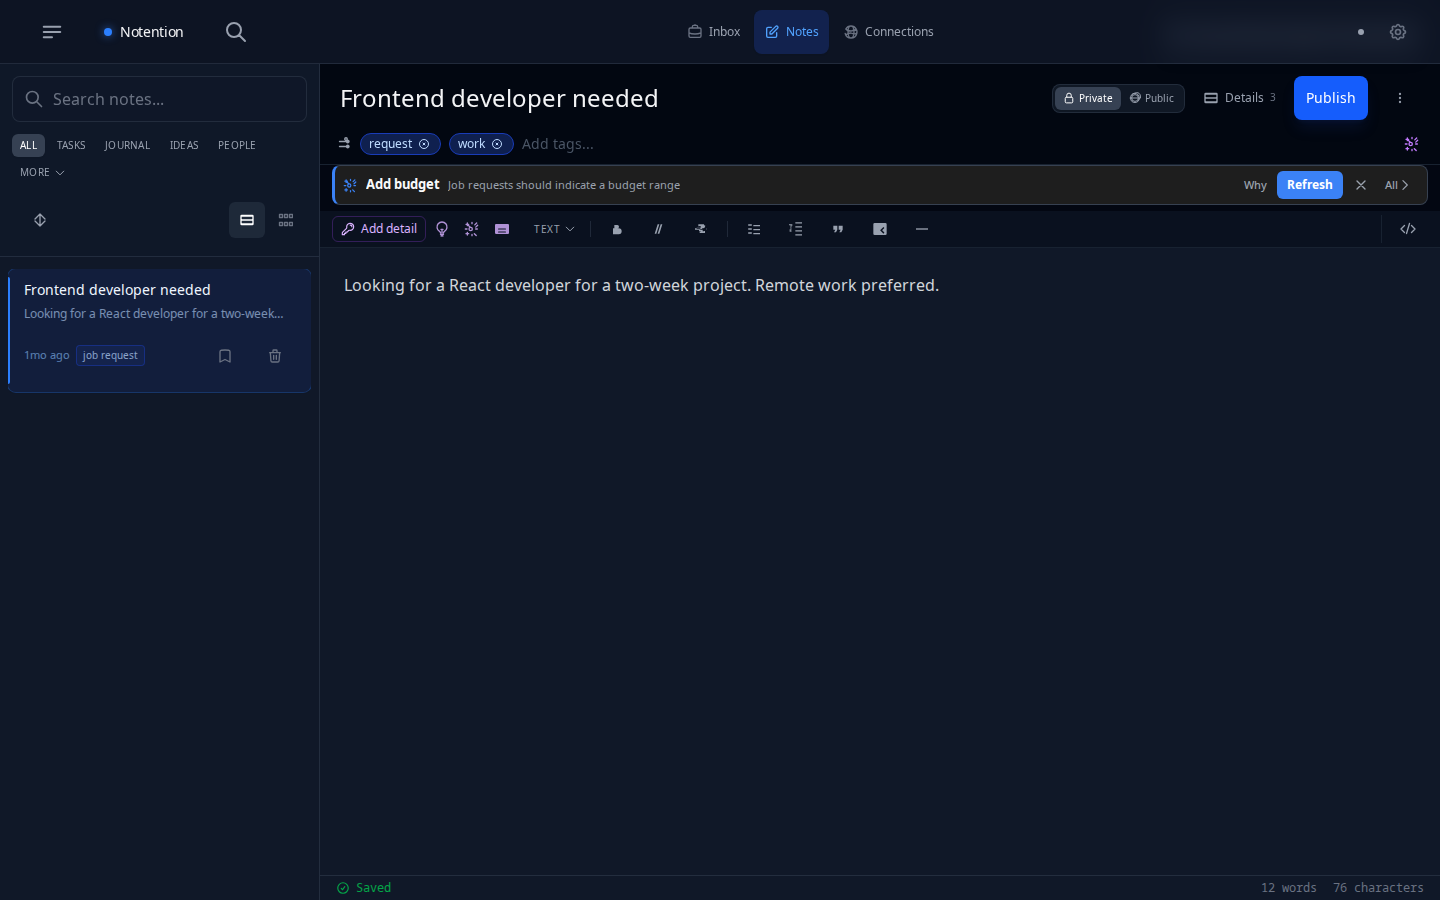 Notention
Inbox
Notes
Connections
Search notes...
ALL
TASKS
JOURNAL
IDEAS
PEOPLE
MORE
Frontend developer needed
Looking for a React developer for a two-week...
1mo ago
job request
Frontend developer needed
Private
Public
Details 3
Publish
request
work
Add tags...
Add budget
Job requests should indicate a budget range
Why
Refresh
All
Add detail
TEXT
Looking for a React developer for a two-week project. Remote work preferred.
Saved
12 words
76 characters